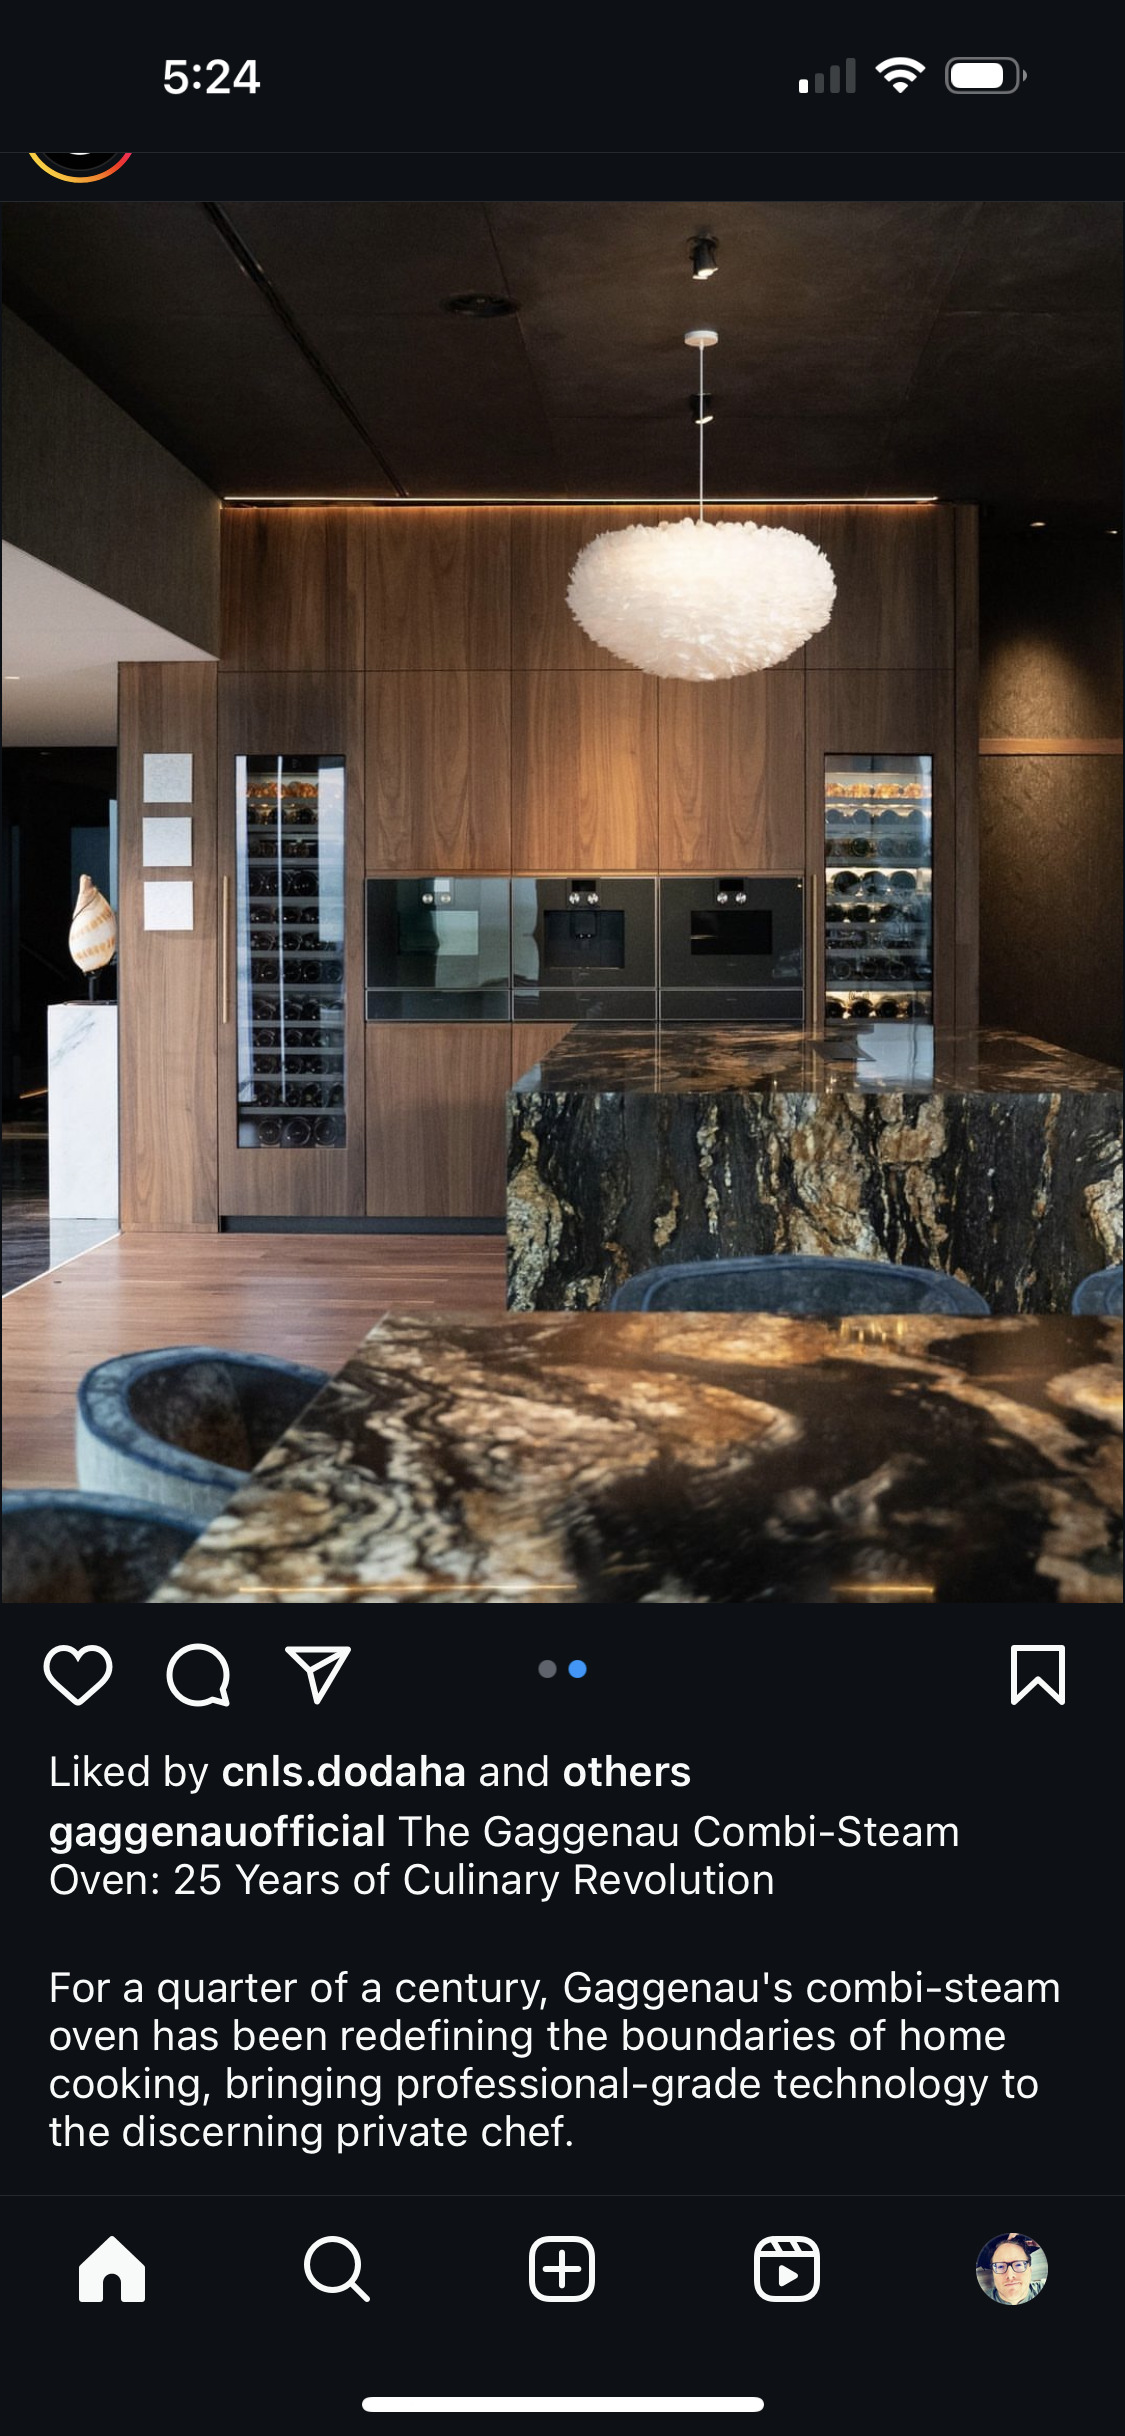 5:24
Liked by cnls.dodaha and others
gaggenauofficial The Gaggenau Combi-Steam
Oven: 25 Years of Culinary Revolution
For a quarter of a century, Gaggenau's combi-steam
oven has been redefining the boundaries of home
cooking, bringing professional-grade technology to
the discerning private chef.